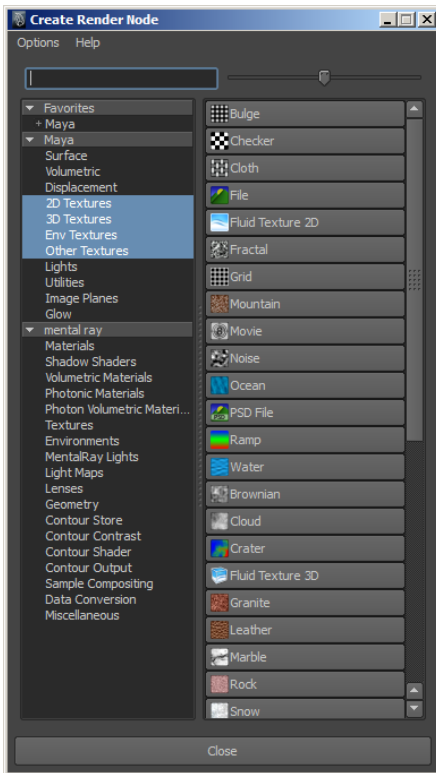 Create Render Node
Options Help
Favorites
+ Maya
Maya
Surface
Volumetric
Displacement
2D Textures
3D Textures
Env Textures
Other Textures
Lights
Utilities
Image Planes
Glow
mental ray
Materials
Shadow Shaders
Volumetric Materials
Photonic Materials
Photon Volumetric Materi...
Textures
Environments
MentalRay Lights
Light Maps
Lenses
Geometry
Contour Store
Contour Contrast
Contour Shader
Contour Output
Sample Compositing
Data Conversion
Miscellaneous
Bulge
Checker
Cloth
File
Fluid Texture 2D
Fractal
Grid
Mountain
Movie
Noise
Ocean
PSD File
Ramp
Water
Brownian
Cloud
Crater
Fluid Texture 3D
Granite
Leather
Marble
Rock
Snow
Close